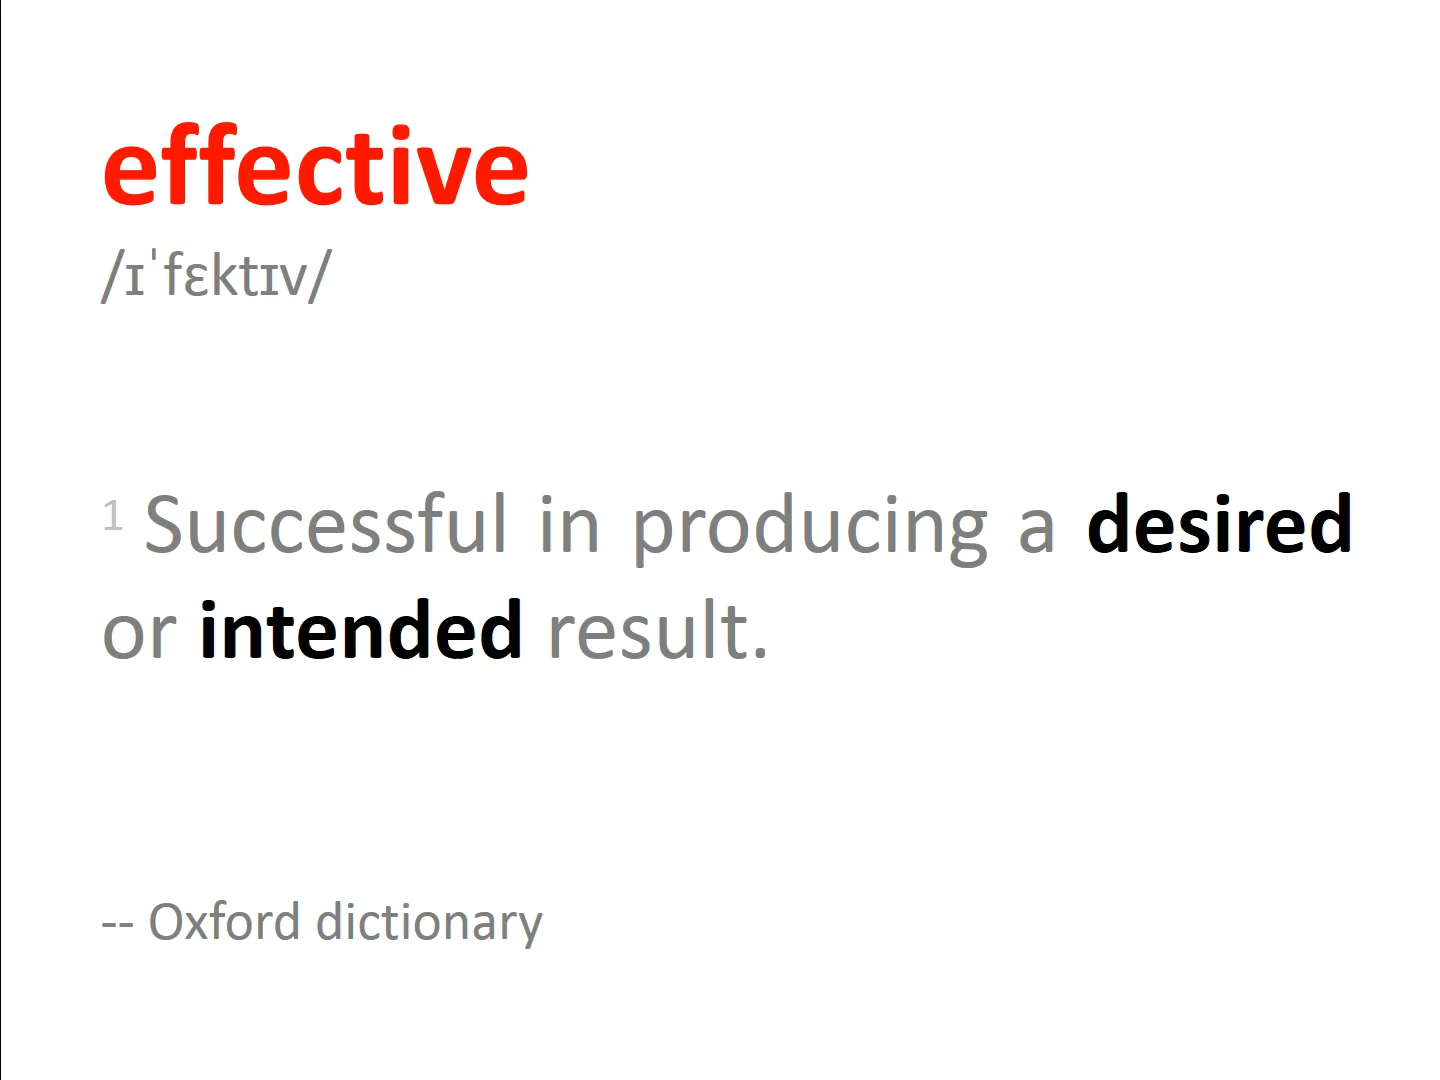 effective
/ɪˈfɛktɪv/
1 Successful in producing a desired
or intended result.
-- Oxford dictionary